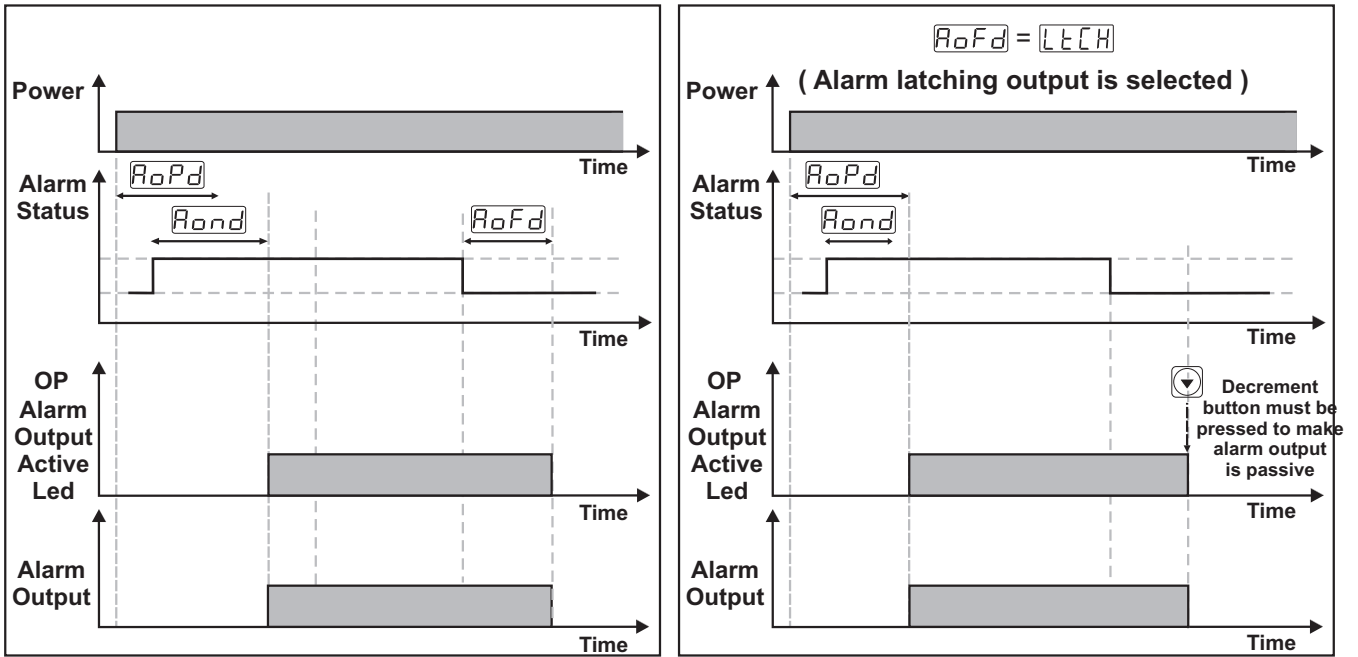 Power
Time
AoPd
Alarm
Status
Aond
AoFd
Time
OP
Alarm
Output
Active
Led
Time
Alarm
Output
Time
AoFd = LtCH
( Alarm latching output is selected )
Power
Time
AoPd
Alarm
Status
Aond
Time
OP
Alarm
Output
Active
Led
Decrement
button must be
pressed to make
alarm output
is passive
Time
Alarm
Output
Time